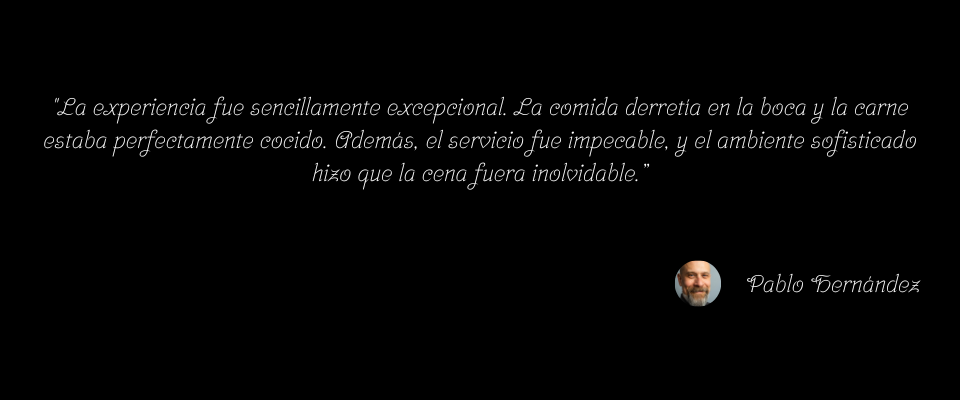 "La experiencia fue sencillamente excepcional. La comida derretía en la boca y la carne
estaba perfectamente cocido. Además, el servicio fue impecable, y el ambiente sofisticado
hizo que la cena fuera inolvidable.”
Pablo Hernández